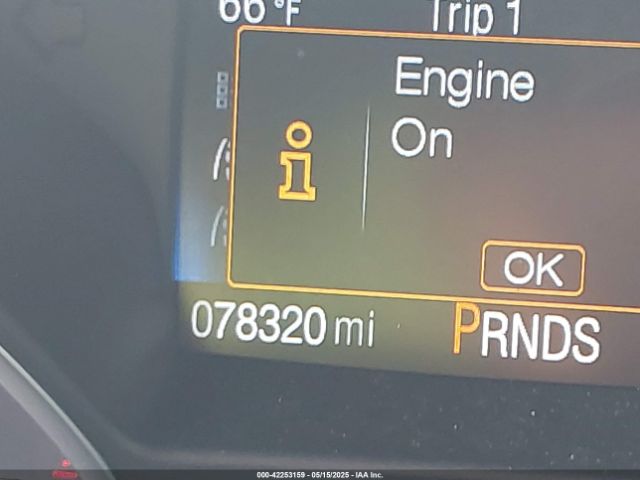 66 °F Trip 1
Engine
On
OK
078320 mi PRNDS
000-42253159 - 05/15/2025 - IAA Inc.